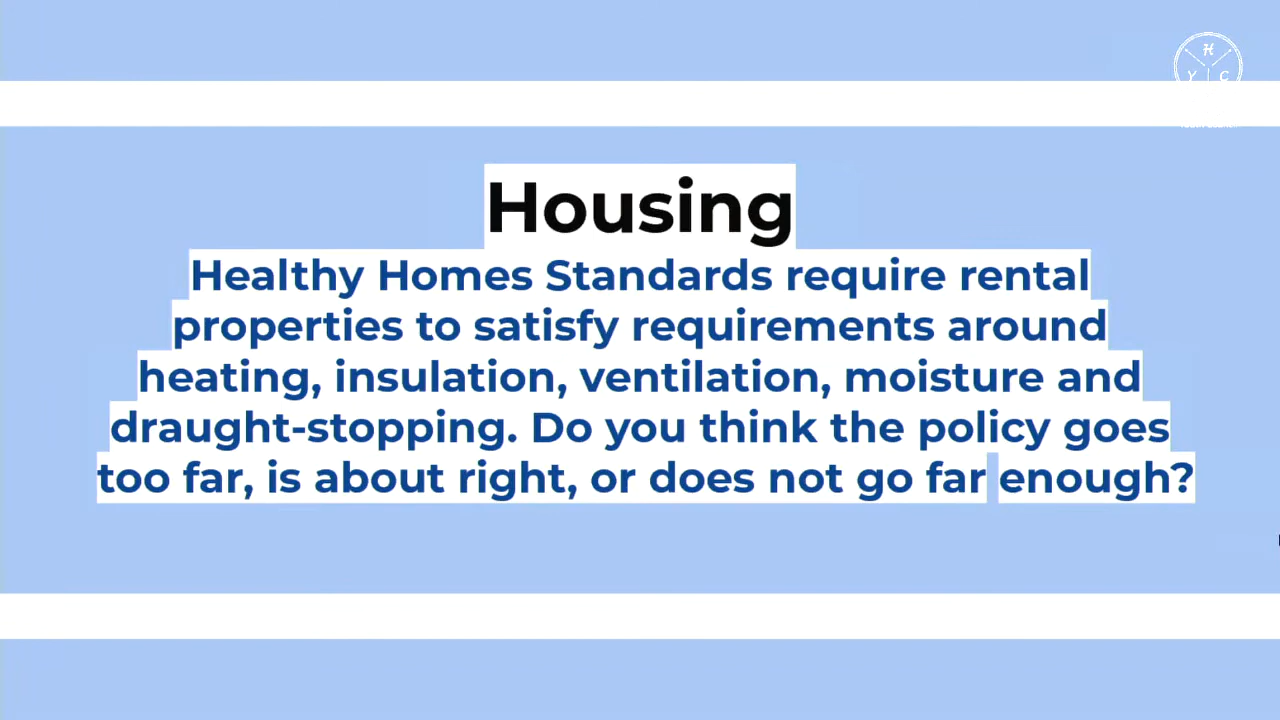 H
Y C
Housing
Healthy Homes Standards require rental
properties to satisfy requirements around
heating, insulation, ventilation, moisture and
draught-stopping. Do you think the policy goes
too far, is about right, or does not go far enough?